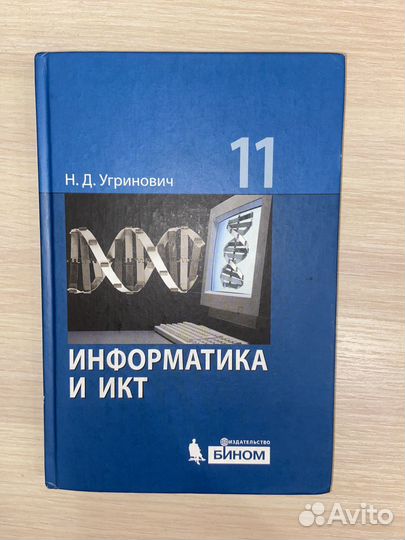 11
Н. Д. Угринович
ИНФОРМАТИКА
И ИКТ
ИЗДАТЕЛЬСТВО
БИНОМ
Avito